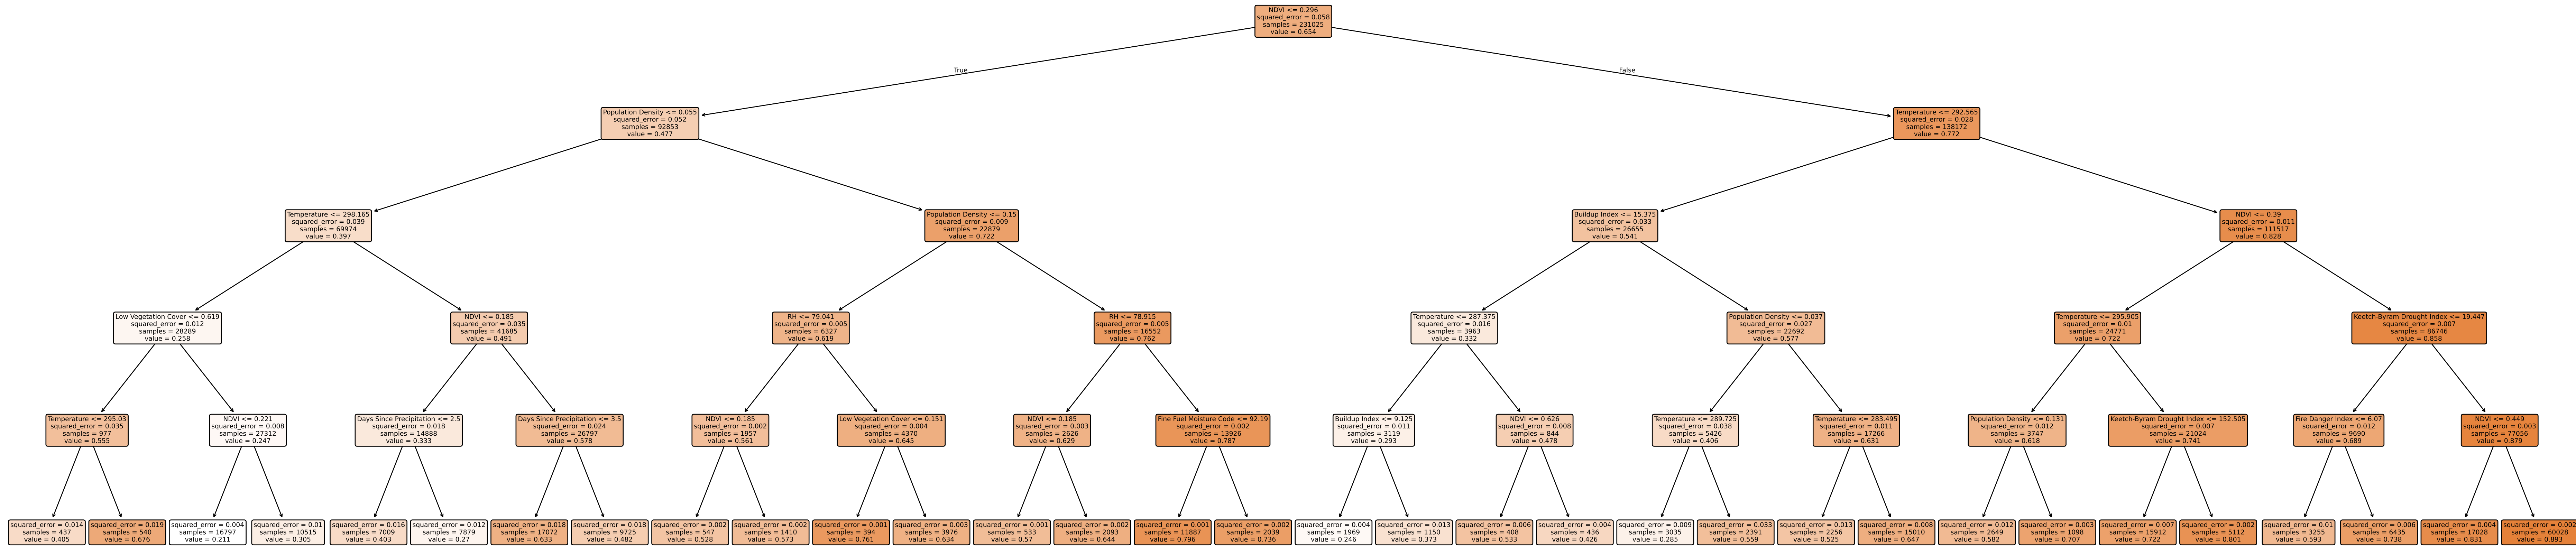 NDVI <= 0.296
squared_error = 0.058
samples = 231025
value = 0.654
True
False
Population Density <= 0.055
squared_error = 0.052
samples = 92853
value = 0.477
Temperature <= 292.565
squared_error = 0.028
samples = 138172
value = 0.772
Temperature <= 298.165
squared_error = 0.039
samples = 69974
value = 0.397
Population Density <= 0.15
squared_error = 0.009
samples = 22879
value = 0.722
Buildup Index <= 15.375
squared_error = 0.033
samples = 26655
value = 0.541
NDVI <= 0.39
squared_error = 0.011
samples = 111517
value = 0.828
Low Vegetation Cover <= 0.619
squared_error = 0.012
samples = 28289
value = 0.258
NDVI <= 0.185
squared_error = 0.035
samples = 41685
value = 0.491
RH <= 79.041
squared_error = 0.005
samples = 6327
value = 0.619
RH <= 78.915
squared_error = 0.005
samples = 16552
value = 0.762
Temperature <= 287.375
squared_error = 0.016
samples = 3963
value = 0.332
Population Density <= 0.037
squared_error = 0.027
samples = 22692
value = 0.577
Temperature <= 295.905
squared_error = 0.01
samples = 24771
value = 0.722
Keetch-Byram Drought Index <= 19.447
squared_error = 0.007
samples = 86746
value = 0.858
Temperature <= 295.03
squared_error = 0.035
samples = 977
value = 0.555
NDVI <= 0.221
squared_error = 0.008
samples = 27312
value = 0.247
Days Since Precipitation <= 2.5
squared_error = 0.018
samples = 14888
value = 0.333
Days Since Precipitation <= 3.5
squared_error = 0.024
samples = 26797
value = 0.578
NDVI <= 0.185
squared_error = 0.002
samples = 1957
value = 0.561
Low Vegetation Cover <= 0.151
squared_error = 0.004
samples = 4370
value = 0.645
NDVI <= 0.185
squared_error = 0.003
samples = 2626
value = 0.629
Fine Fuel Moisture Code <= 92.19
squared_error = 0.002
samples = 13926
value = 0.787
Buildup Index <= 9.125
squared_error = 0.011
samples = 3119
value = 0.293
NDVI <= 0.626
squared_error = 0.008
samples = 844
value = 0.478
Temperature <= 289.725
squared_error = 0.038
samples = 5426
value = 0.406
Temperature <= 283.495
squared_error = 0.011
samples = 17266
value = 0.631
Population Density <= 0.131
squared_error = 0.012
samples = 3747
value = 0.618
Keetch-Byram Drought Index <= 152.505
squared_error = 0.007
samples = 21024
value = 0.741
Fire Danger Index <= 6.07
squared_error = 0.012
samples = 9690
value = 0.689
NDVI <= 0.449
squared_error = 0.003
samples = 77056
value = 0.879
squared_error = 0.014
samples = 437
value = 0.405
squared_error = 0.019
samples = 540
value = 0.676
squared_error = 0.004
samples = 16797
value = 0.211
squared_error = 0.01
samples = 10515
value = 0.305
squared_error = 0.016
samples = 7009
value = 0.403
squared_error = 0.012
samples = 7879
value = 0.27
squared_error = 0.018
samples = 17072
value = 0.633
squared_error = 0.018
samples = 9725
value = 0.482
squared_error = 0.002
samples = 547
value = 0.528
squared_error = 0.002
samples = 1410
value = 0.573
squared_error = 0.001
samples = 394
value = 0.761
squared_error = 0.003
samples = 3976
value = 0.634
squared_error = 0.001
samples = 533
value = 0.57
squared_error = 0.002
samples = 2093
value = 0.644
squared_error = 0.001
samples = 11887
value = 0.796
squared_error = 0.002
samples = 2039
value = 0.736
squared_error = 0.004
samples = 1969
value = 0.246
squared_error = 0.013
samples = 1150
value = 0.373
squared_error = 0.006
samples = 408
value = 0.533
squared_error = 0.004
samples = 436
value = 0.426
squared_error = 0.009
samples = 3035
value = 0.285
squared_error = 0.033
samples = 2391
value = 0.559
squared_error = 0.013
samples = 2256
value = 0.525
squared_error = 0.008
samples = 15010
value = 0.647
squared_error = 0.012
samples = 2649
value = 0.582
squared_error = 0.003
samples = 1098
value = 0.707
squared_error = 0.007
samples = 15912
value = 0.722
squared_error = 0.002
samples = 5112
value = 0.801
squared_error = 0.01
samples = 3255
value = 0.593
squared_error = 0.006
samples = 6435
value = 0.738
squared_error = 0.004
samples = 17028
value = 0.831
squared_error = 0.002
samples = 60028
value = 0.893